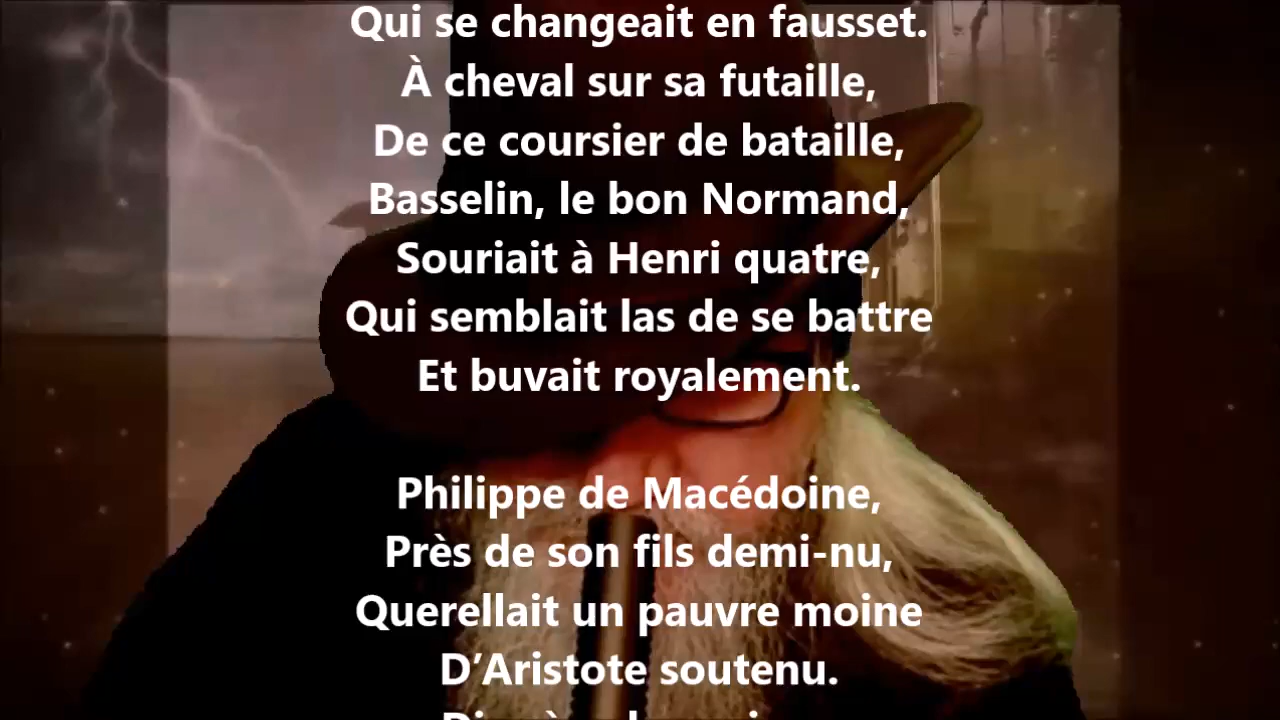 Qui se changeait en fausset.
À cheval sur sa futaille,
De ce coursier de bataille,
Basselin, le bon Normand,
Souriait à Henri quatre,
Qui semblait las de se battre
Et buvait royalement.
Philippe de Macédoine,
Près de son fils demi-nu,
Querellait un pauvre moine
D’Aristote soutenu.